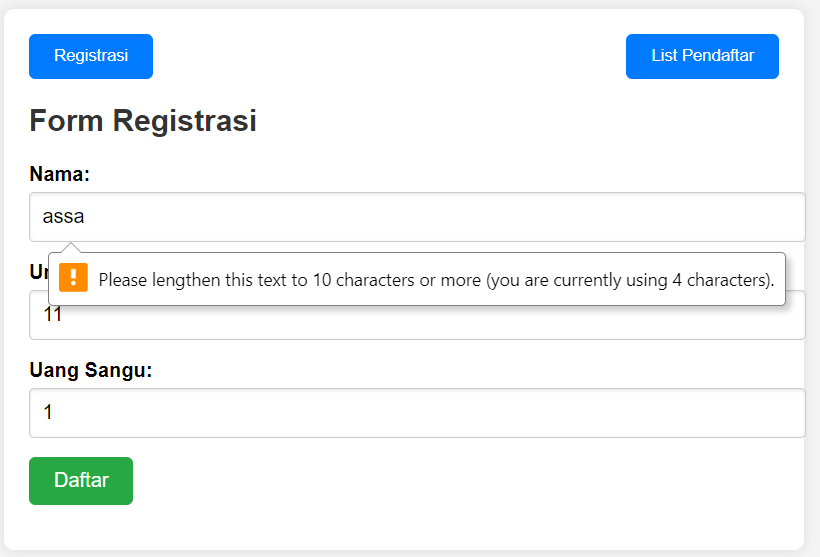 Registrasi
List Pendaftar
Form Registrasi
Nama:
assa
Please lengthen this text to 10 characters or more (you are currently using 4 characters).
11
Uang Sangu:
1
Daftar